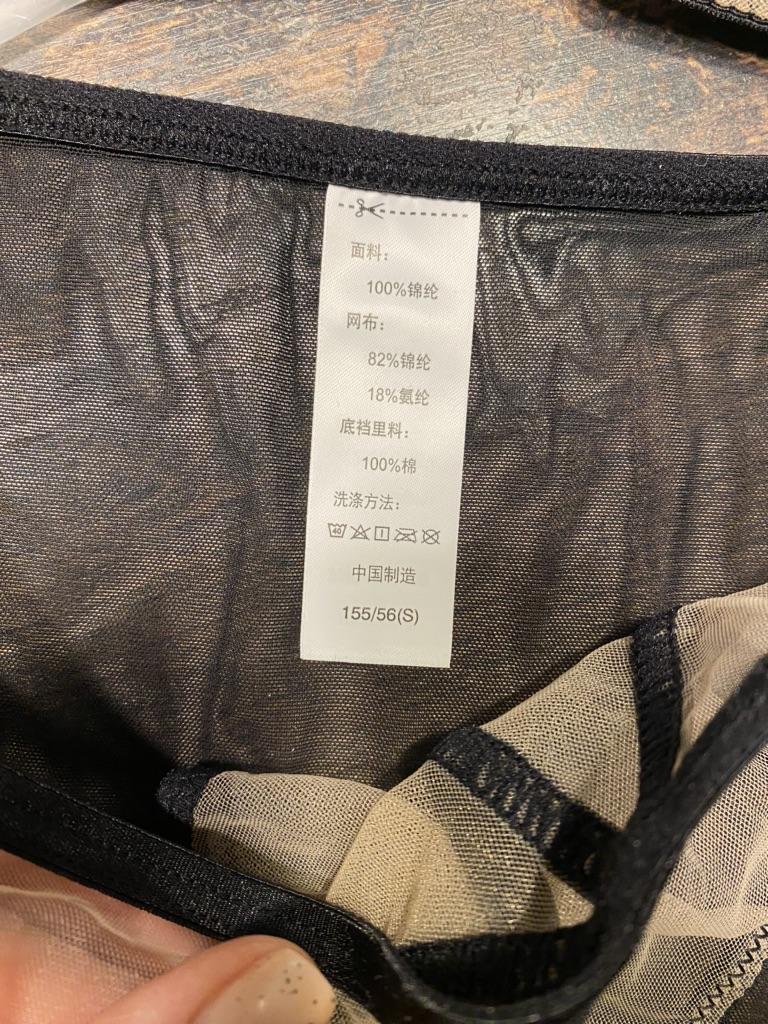 面料：
100%锦纶
网布：
82%锦纶
18%氨纶
底裆里料：
100%棉
洗涤方法：
40
中国制造
155/56(S)